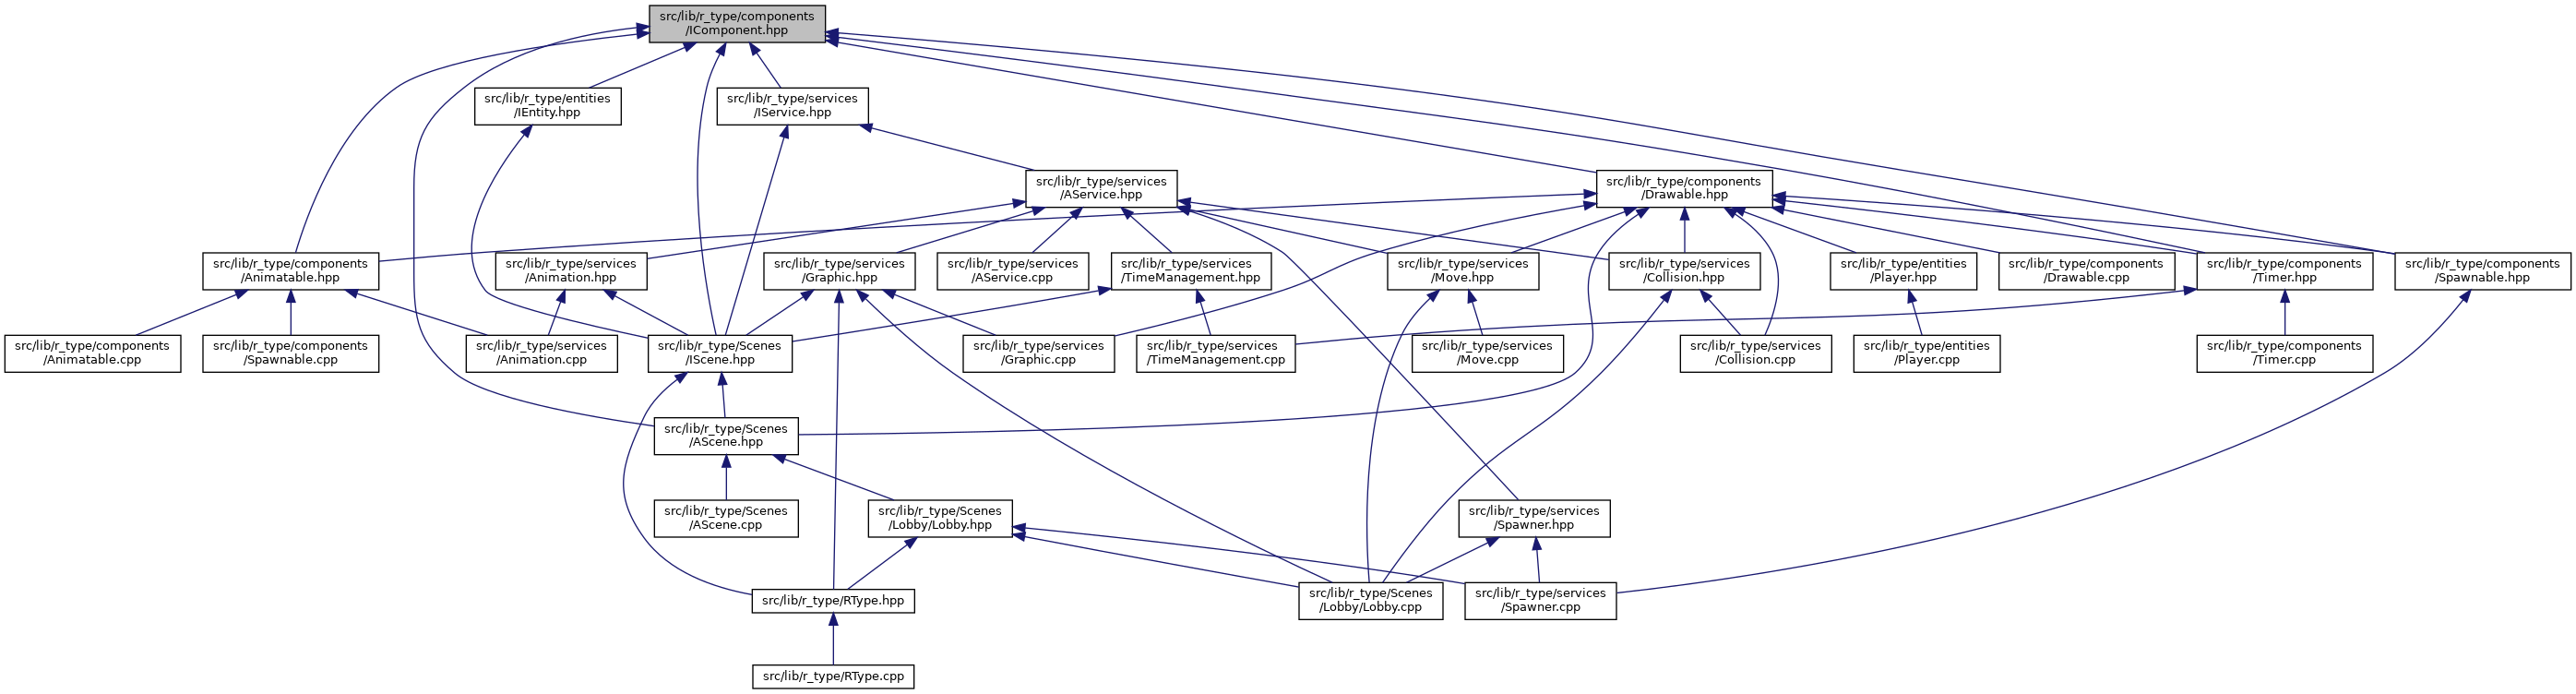 src/lib/r_type/components
/IComponent.hpp
src/lib/r_type/entities
/IEntity.hpp
src/lib/r_type/services
/IService.hpp
src/lib/r_type/services
/AService.hpp
src/lib/r_type/components
/Drawable.hpp
src/lib/r_type/components
/Animatable.hpp
src/lib/r_type/services
/Animation.hpp
src/lib/r_type/services
/Graphic.hpp
src/lib/r_type/services
/AService.cpp
src/lib/r_type/services
/TimeManagement.hpp
src/lib/r_type/services
/Move.hpp
src/lib/r_type/services
/Collision.hpp
src/lib/r_type/entities
/Player.hpp
src/lib/r_type/components
/Drawable.cpp
src/lib/r_type/components
/Timer.hpp
src/lib/r_type/components
/Spawnable.hpp
src/lib/r_type/components
/Animatable.cpp
src/lib/r_type/components
/Spawnable.cpp
src/lib/r_type/services
/Animation.cpp
src/lib/r_type/Scenes
/IScene.hpp
src/lib/r_type/services
/Graphic.cpp
src/lib/r_type/services
/TimeManagement.cpp
src/lib/r_type/services
/Move.cpp
src/lib/r_type/services
/Collision.cpp
src/lib/r_type/entities
/Player.cpp
src/lib/r_type/components
/Timer.cpp
src/lib/r_type/Scenes
/AScene.hpp
src/lib/r_type/Scenes
/AScene.cpp
src/lib/r_type/Scenes
/Lobby/Lobby.hpp
src/lib/r_type/services
/Spawner.hpp
src/lib/r_type/RType.hpp
src/lib/r_type/Scenes
/Lobby/Lobby.cpp
src/lib/r_type/services
/Spawner.cpp
src/lib/r_type/RType.cpp